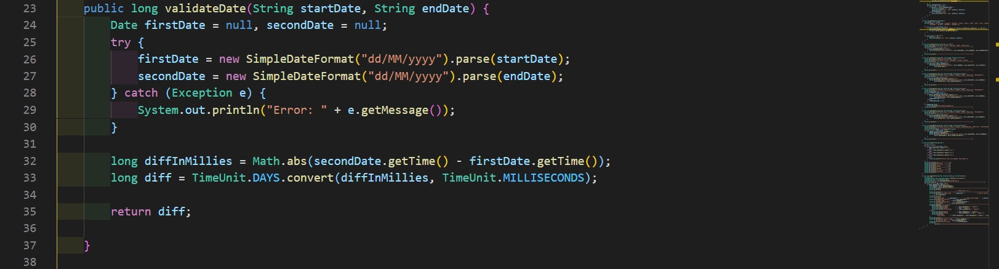 23 public long validateDate(String startDate, String endDate) {
24 Date firstDate = null, secondDate = null;
25 try {
26 firstDate = new SimpleDateFormat("dd/MM/yyyy").parse(startDate);
27 secondDate = new SimpleDateFormat("dd/MM/yyyy").parse(endDate);
28 } catch (Exception e) {
29 System.out.println("Error: " + e.getMessage());
30 }
31
32 long diffInMillies = Math.abs(secondDate.getTime() - firstDate.getTime());
33 long diff = TimeUnit.DAYS.convert(diffInMillies, TimeUnit.MILLISECONDS);
34
35 return diff;
36
37 }
38